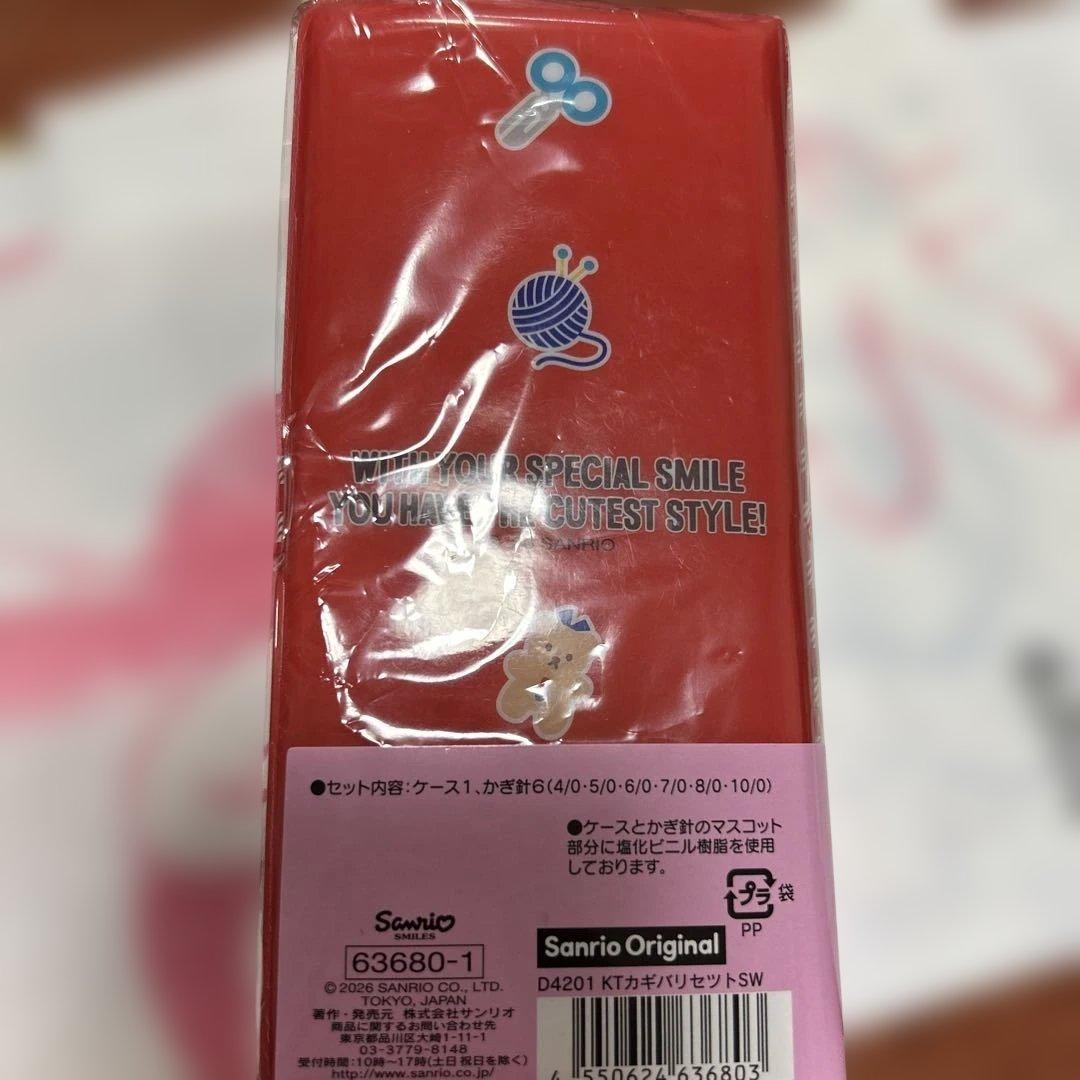 WITH YOUR SPECIAL SMILE
YOU HAVE THE CUTEST STYLE!
SANRIO
●セット内容:ケース1、かぎ針6(4/0・5/0・6/0・7/0・8/0・10/0)
●ケースとかぎ針のマスコット
部分に塩化ビニル樹脂を使用
しております。
プラ
袋
PP
Sanrio
SMILES
63680-1
© 2026 SANRIO CO., LTD.
TOKYO, JAPAN
著作・発売元 株式会社サンリオ
商品に関するお問い合わせ先
東京都品川区大崎1-11-1
03-3779-8148
受付時間:10時〜17時(土日祝日を除く)
http://www.sanrio.co.jp/
Sanrio Original
D4201 KTカギバリセツトSW
4 550624 636803